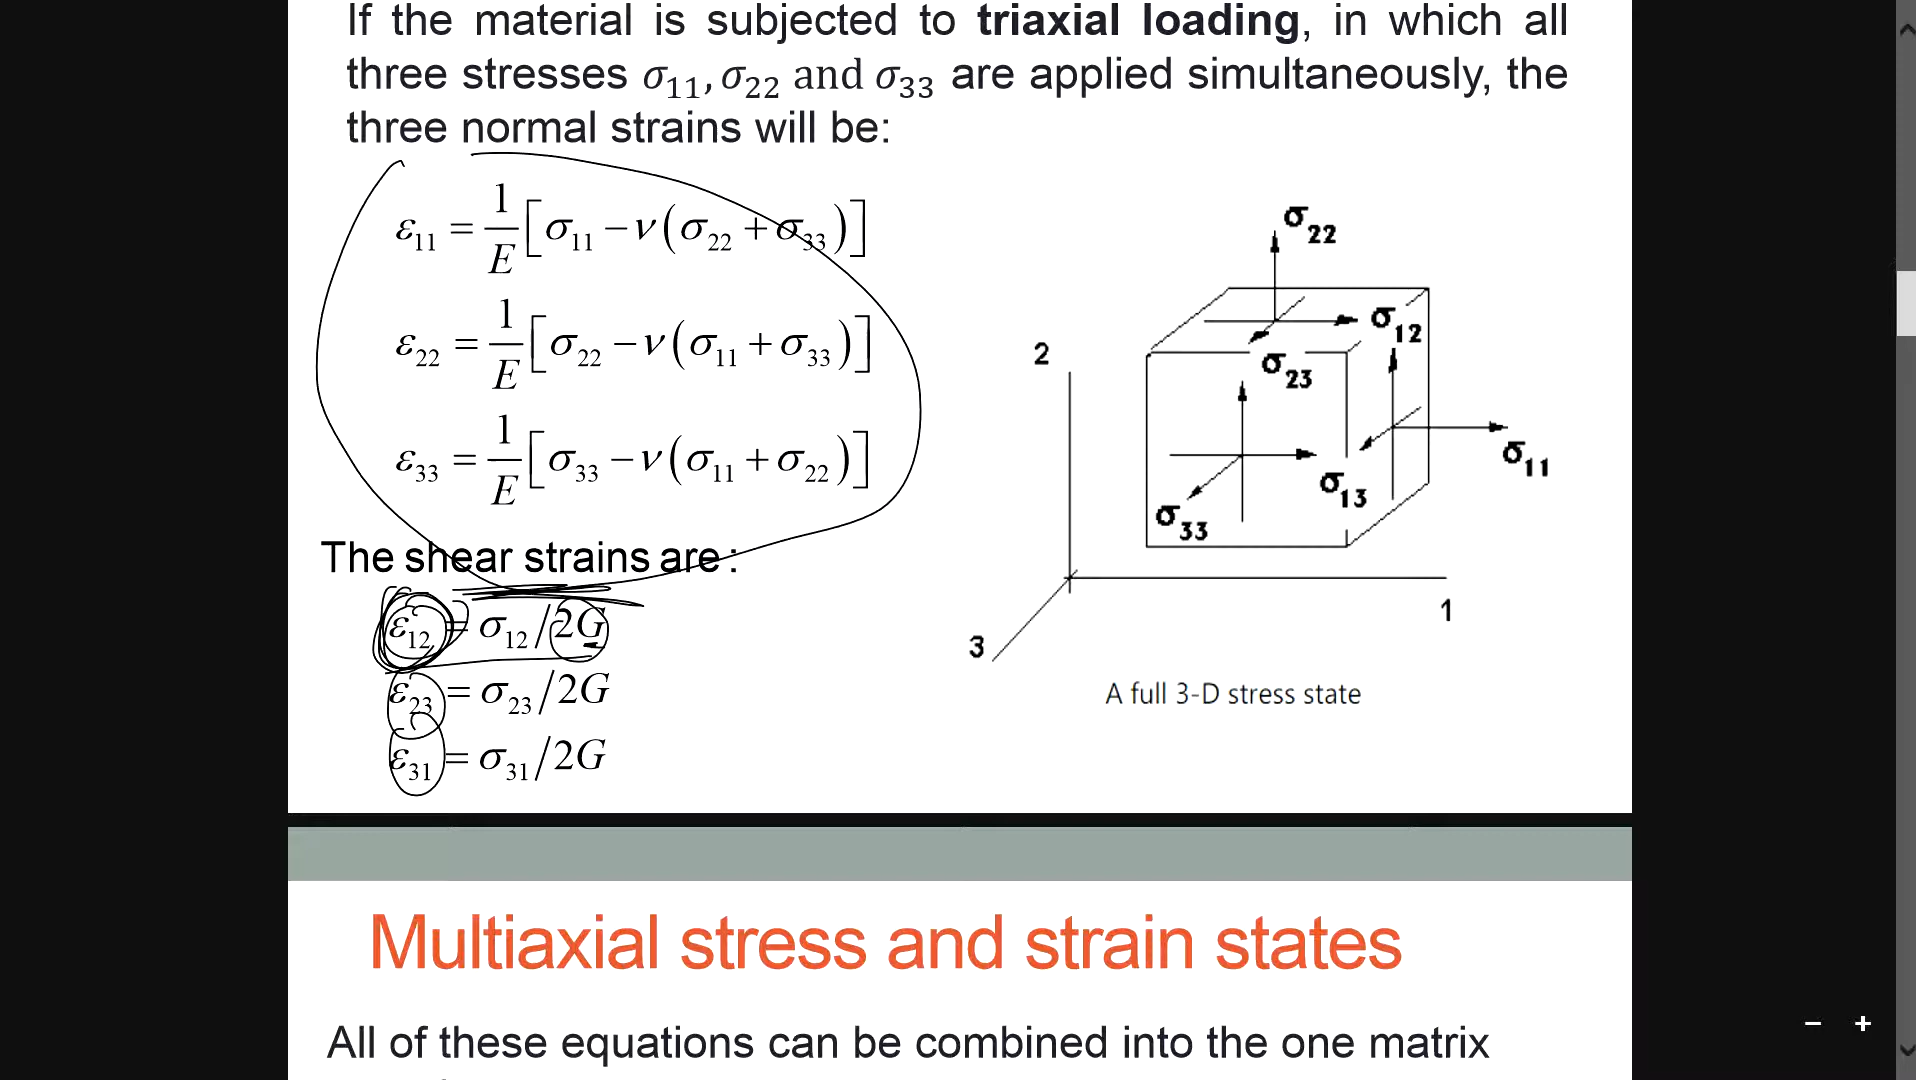 If the material is subjected to triaxial loading, in which all
three stresses σ11, σ22 and σ33 are applied simultaneously, the
three normal strains will be:
ε11 = 1/E [σ11 − ν(σ22 + σ33)]
ε22 = 1/E [σ22 − ν(σ11 + σ33)]
ε33 = 1/E [σ33 − ν(σ11 + σ22)]
The shear strains are :
ε12 = σ12/2G
ε23 = σ23/2G
ε31 = σ31/2G
σ22
σ12
σ23
2
σ11
σ13
σ33
1
3
A full 3-D stress state
Multiaxial stress and strain states
All of these equations can be combined into the one matrix